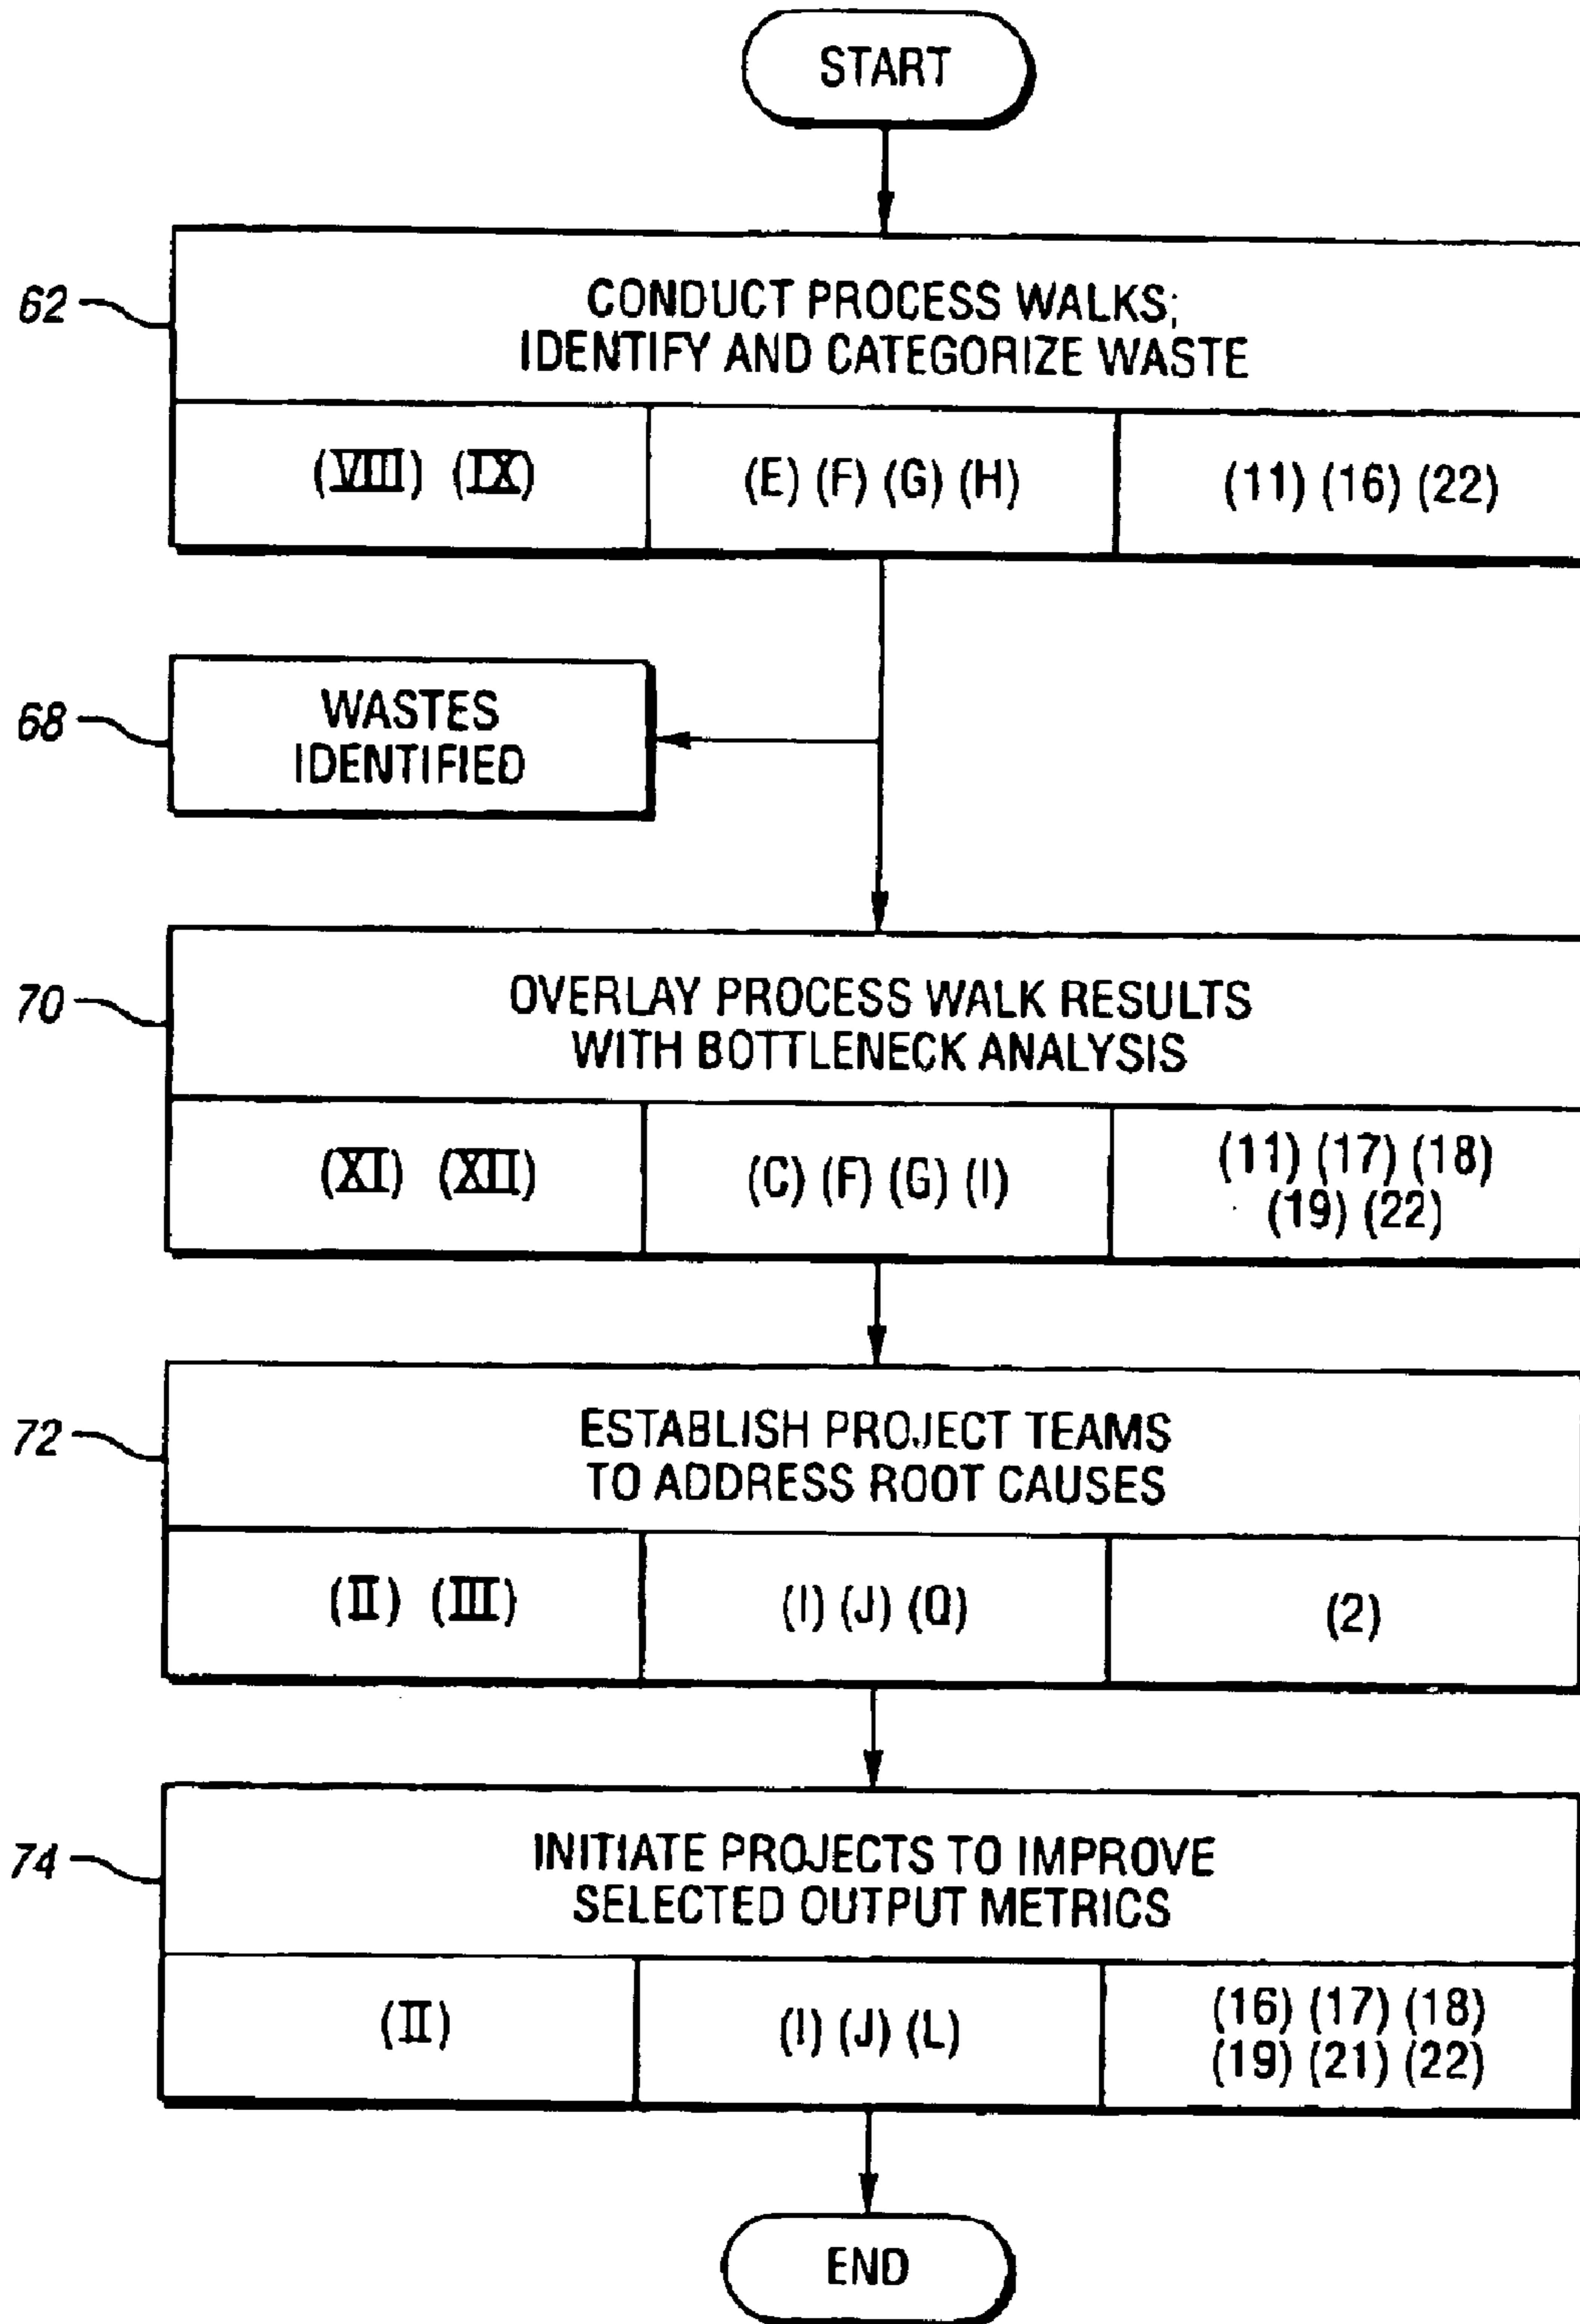 START
62
CONDUCT PROCESS WALKS;
IDENTIFY AND CATEGORIZE WASTE
(VIII) (IX)
(E) (F) (G) (H)
(11) (16) (22)
68
WASTES
IDENTIFIED
70
OVERLAY PROCESS WALK RESULTS
WITH BOTTLENECK ANALYSIS
(XI) (XII)
(C) (F) (G) (I)
(11) (17) (18)
(19) (22)
72
ESTABLISH PROJECT TEAMS
TO ADDRESS ROOT CAUSES
(II) (III)
(I) (J) (Q)
(2)
74
INITIATE PROJECTS TO IMPROVE
SELECTED OUTPUT METRICS
(II)
(I) (J) (L)
(16) (17) (18)
(19) (21) (22)
END